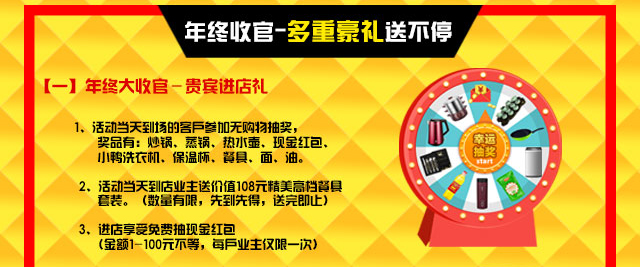 年终收官-多重豪礼送不停
【一】年终大收官－贵宾进店礼
1、活动当天到场的客户参加无购物抽奖，
奖品有：炒锅、蒸锅、热水壶、现金红包、
小鸭洗衣机、保温杯、餐具、面、油。
2、活动当天到店业主送价值108元精美高档餐具
套装。（数量有限，先到先得，送完即止）
3、进店享受免费抽现金红包
（金额1-100元不等，每户业主仅限一次）
幸运
抽奖
start